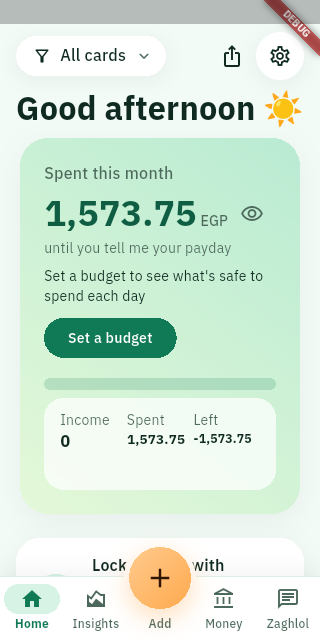 DEBUG
All cards
Good afternoon ☀️
Spent this month
1,573.75 EGP
until you tell me your payday
Set a budget to see what's safe to
spend each day
Set a budget
Income Spent Left
0 1,573.75 -1,573.75
Lock with
Home Insights Add Money Zaghlol